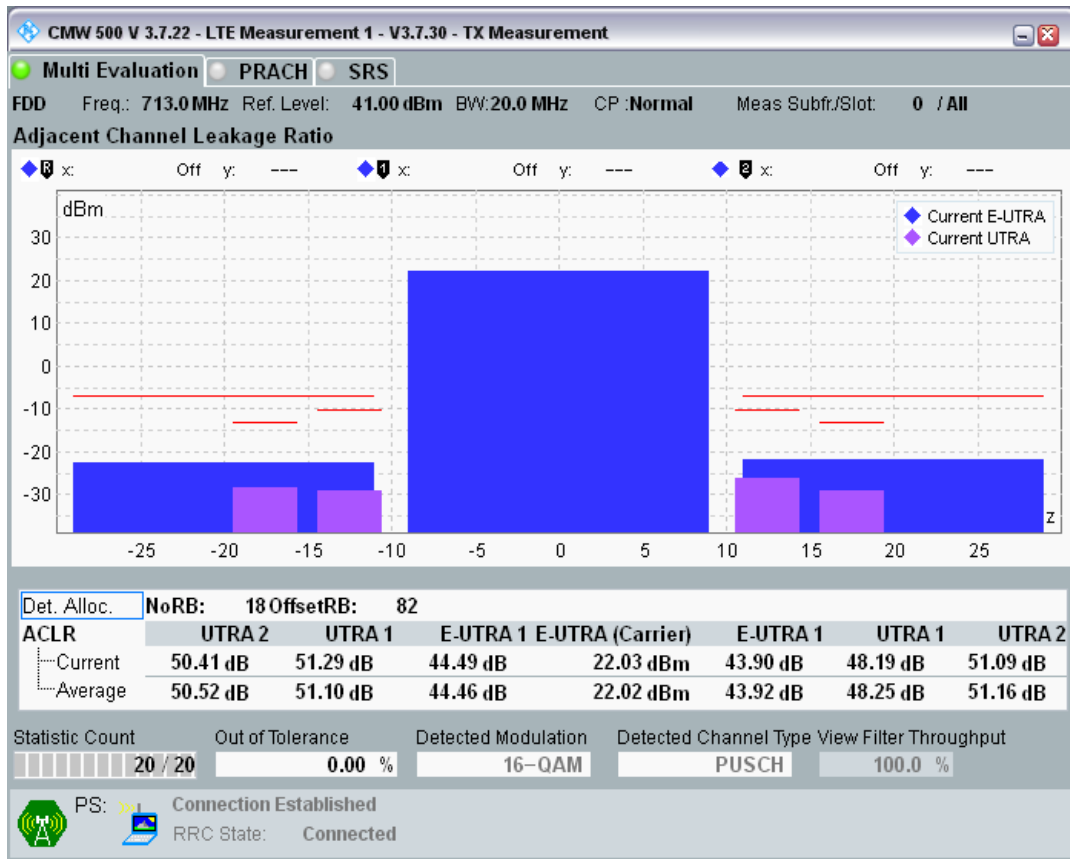 CMW 500 V 3.7.22 - LTE Measurement 1 - V3.7.30 - TX Measurement
Multi Evaluation PRACH SRS
FDD Freq.: 713.0 MHz Ref. Level: 41.00 dBm BW: 20.0 MHz CP :Normal Meas Subfr./Slot: 0 / All
Adjacent Channel Leakage Ratio
R x: Off y: --- 1 x: Off y: --- 2 x: Off y: ---
dBm
Current E-UTRA
Current UTRA
30
20
10
0
-10
-20
-30
z
-25 -20 -15 -10 -5 0 5 10 15 20 25
Det. Alloc. NoRB: 18 OffsetRB: 82
ACLR UTRA 2 UTRA 1 E-UTRA 1 E-UTRA (Carrier) E-UTRA 1 UTRA 1 UTRA 2
Current 50.41 dB 51.29 dB 44.49 dB 22.03 dBm 43.90 dB 48.19 dB 51.09 dB
Average 50.52 dB 51.10 dB 44.46 dB 22.02 dBm 43.92 dB 48.25 dB 51.16 dB
Statistic Count Out of Tolerance Detected Modulation Detected Channel Type View Filter Throughput
20 / 20 0.00 % 16-QAM PUSCH 100.0 %
PS: Connection Established
RRC State: Connected